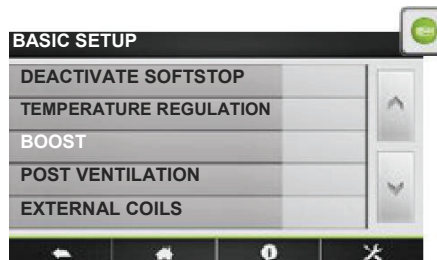 BASIC SETUP
DEACTIVATE SOFTSTOP
TEMPERATURE REGULATION
BOOST
POST VENTILATION
EXTERNAL COILS